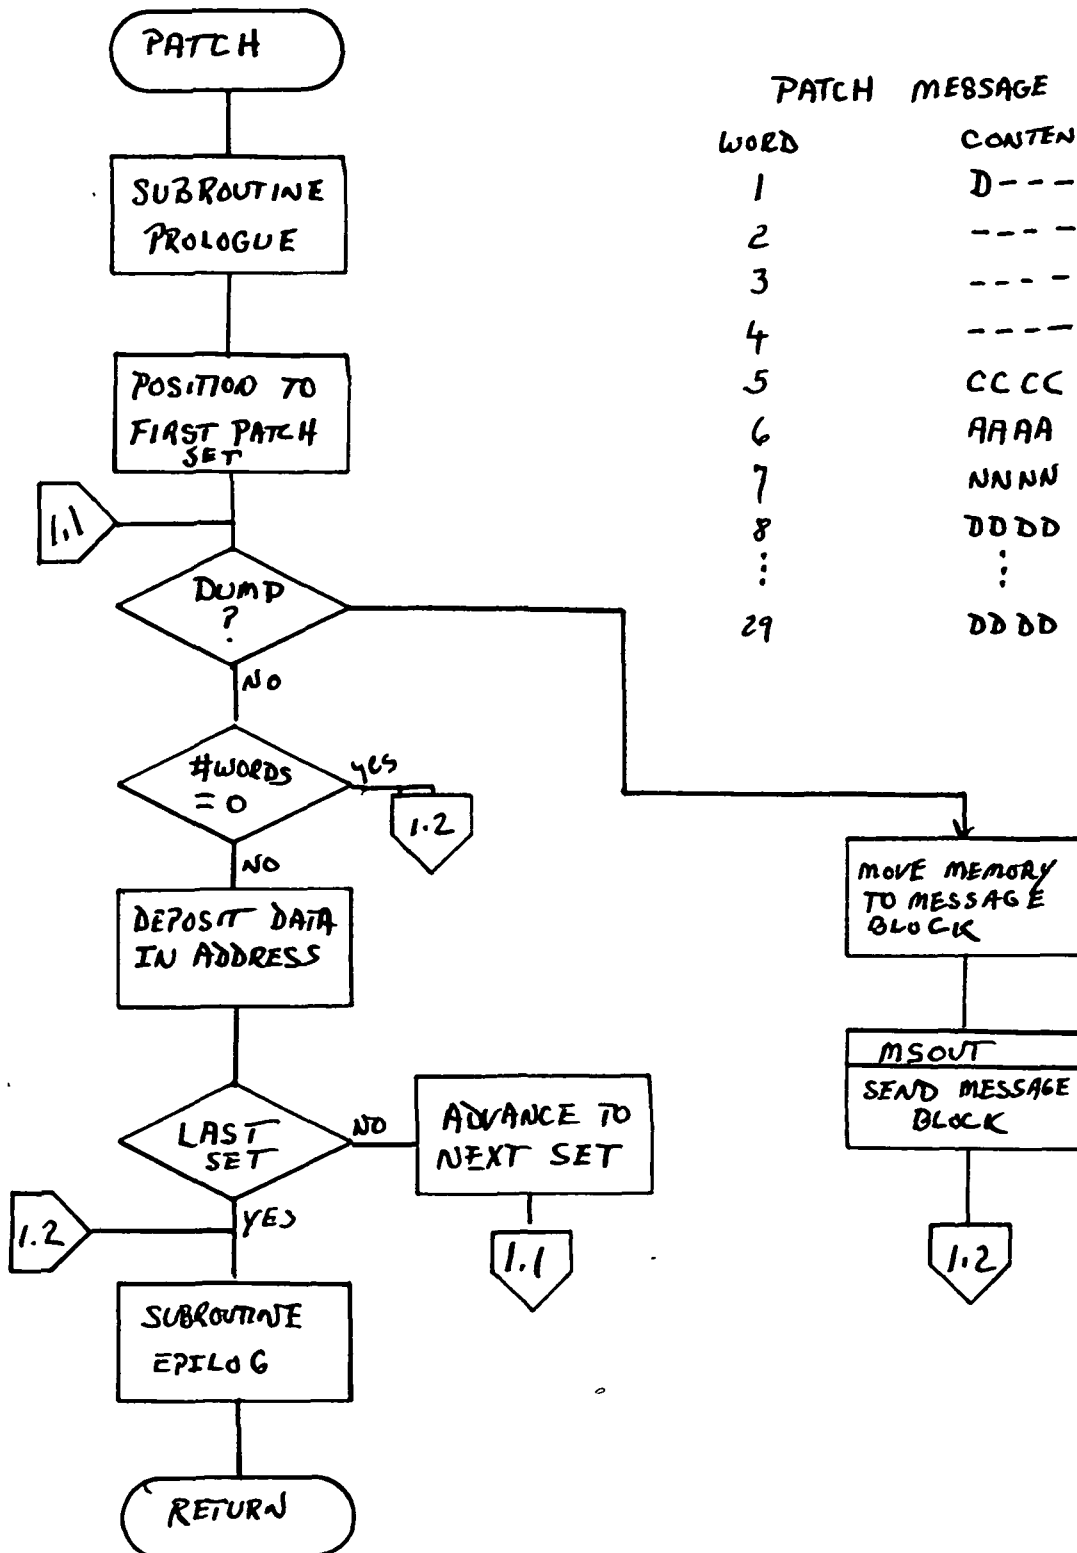 PATCH
SUBROUTINE
PROLOGUE
POSITION TO
FIRST PATCH
SET
1.1
DUMP
?
NO
#WORDS
= 0
yes
1.2
NO
DEPOSIT DATA
IN ADDRESS
LAST
SET
NO
ADVANCE TO
NEXT SET
1.1
YES
1.2
SUBROUTINE
EPILOG
RETURN
PATCH MESSAGE
WORD CONTEN
1 D---
2 ----
3 ----
4 ----
5 CCCC
6 AAAA
7 NNNN
8 DDDD
⋮ ⋮
29 DDDD
MOVE MEMORY
TO MESSAGE
BLOCK
MSOUT
SEND MESSAGE
BLOCK
1.2